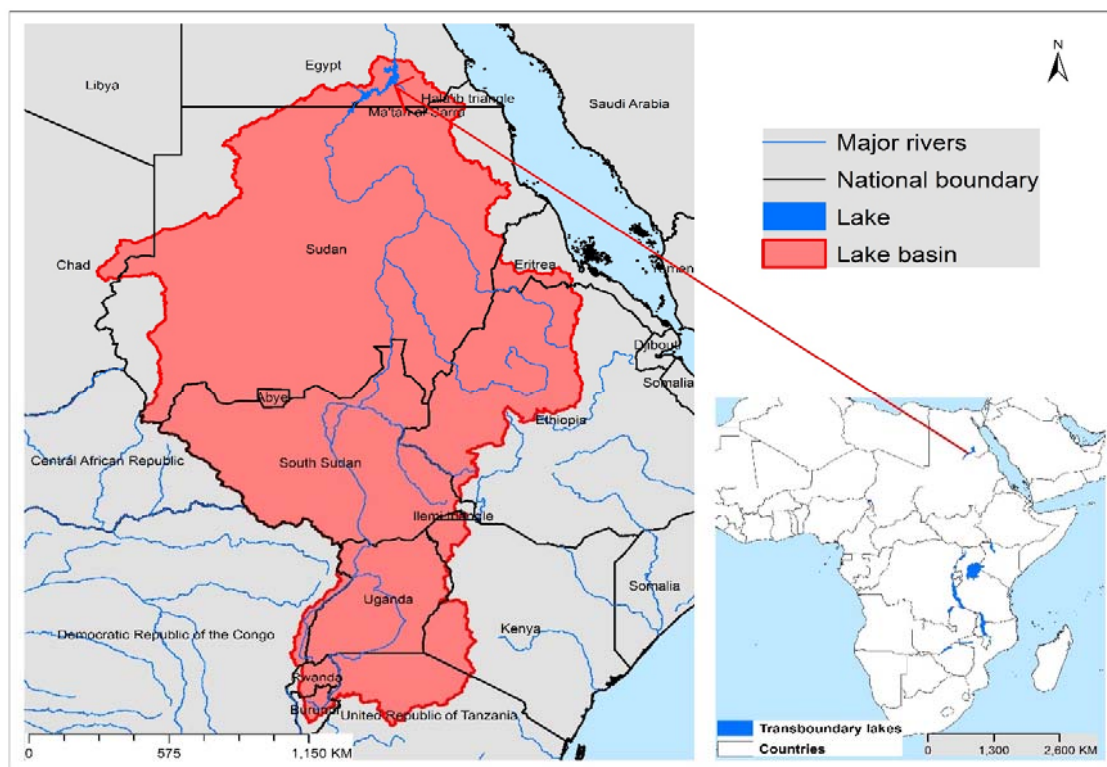 Egypt
Libya
Hala'ib triangle
Ma'tan al-Sarra
Saudi Arabia
Sudan
Chad
Eritrea
Yemen
Djibouti
Somalia
Abye
Ethiopia
Central African Republic
South Sudan
Ilemi triangle
Somalia
Uganda
Kenya
Democratic Republic of the Congo
Rwanda
Burundi
United Republic of Tanzania
0 575 1,150 KM
N
Major rivers
National boundary
Lake
Lake basin
Transboundary lakes
Countries
0 1,300 2,600 KM